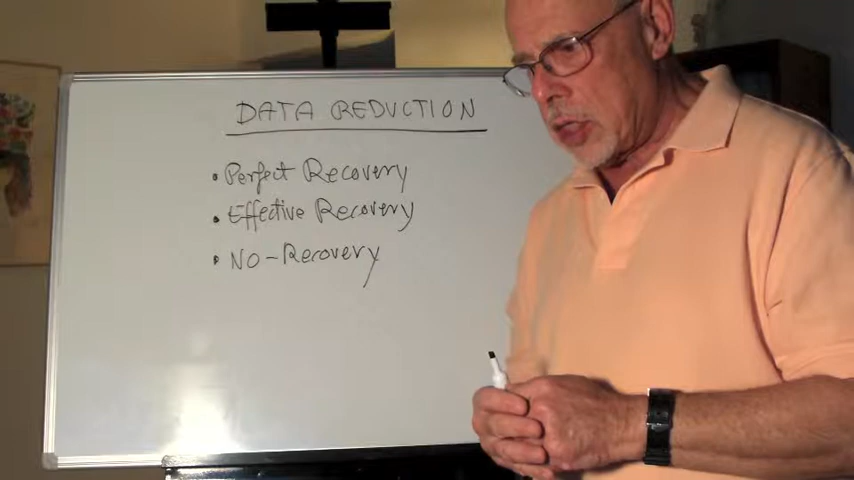 DATA REDUCTION
• Perfect Recovery
• Effective Recovery
• No-Recovery